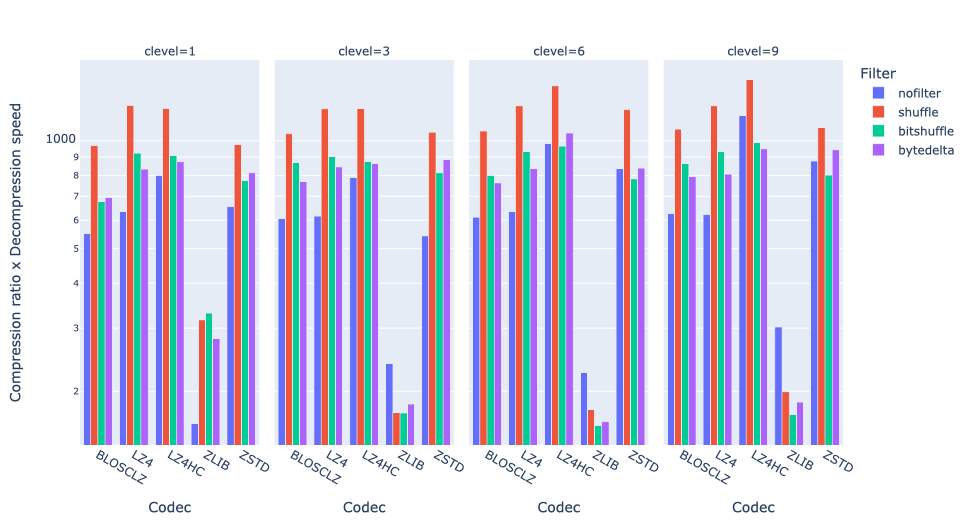 clevel=1
clevel=3
clevel=6
clevel=9
Compression ratio x Decompression speed
1000
9
8
7
6
5
4
3
2
BLOSCLZ
LZ4
LZ4HC
ZLIB
ZSTD
BLOSCLZ
LZ4
LZ4HC
ZLIB
ZSTD
BLOSCLZ
LZ4
LZ4HC
ZLIB
ZSTD
BLOSCLZ
LZ4
LZ4HC
ZLIB
ZSTD
Codec
Codec
Codec
Codec
Filter
nofilter
shuffle
bitshuffle
bytedelta